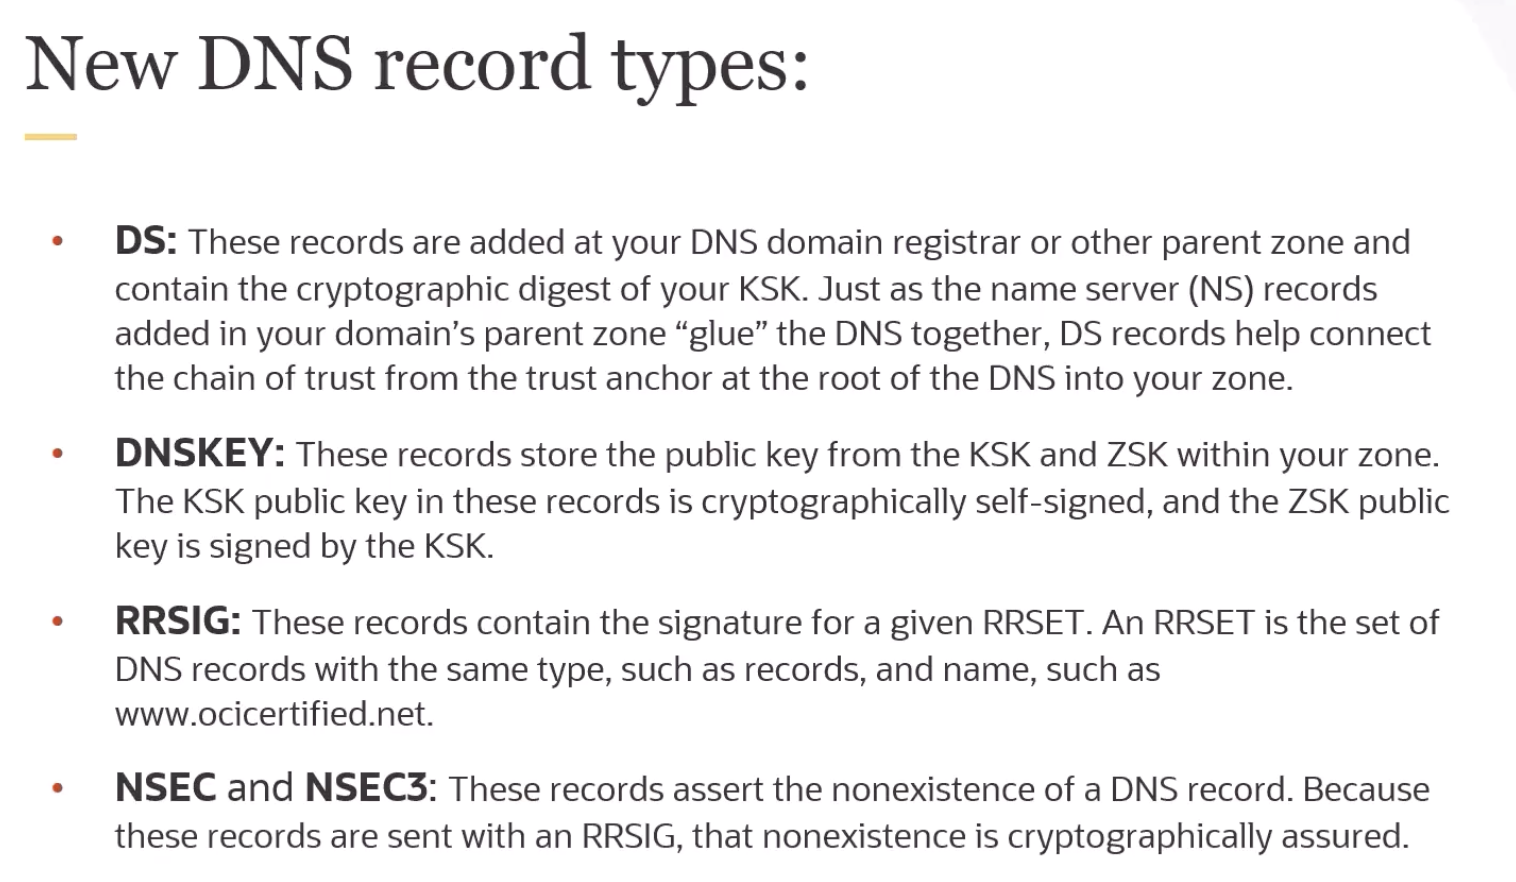 New DNS record types:
• DS: These records are added at your DNS domain registrar or other parent zone and
contain the cryptographic digest of your KSK. Just as the name server (NS) records
added in your domain’s parent zone “glue” the DNS together, DS records help connect
the chain of trust from the trust anchor at the root of the DNS into your zone.
• DNSKEY: These records store the public key from the KSK and ZSK within your zone.
The KSK public key in these records is cryptographically self-signed, and the ZSK public
key is signed by the KSK.
• RRSIG: These records contain the signature for a given RRSET. An RRSET is the set of
DNS records with the same type, such as records, and name, such as
www.ocicertified.net.
• NSEC and NSEC3: These records assert the nonexistence of a DNS record. Because
these records are sent with an RRSIG, that nonexistence is cryptographically assured.